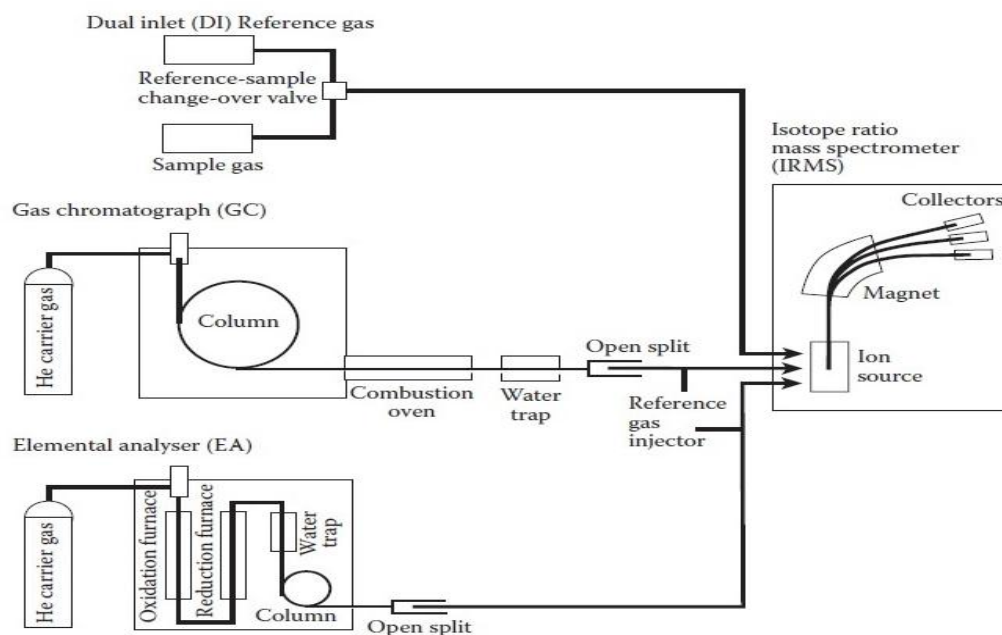 Dual inlet (DI) Reference gas
Reference-sample
change-over valve
Sample gas
Isotope ratio
mass spectrometer
(IRMS)
Collectors
Magnet
Ion
source
Gas chromatograph (GC)
He carrier gas
Column
Combustion
oven
Water
trap
Open split
Reference
gas
injector
Elemental analyser (EA)
He carrier gas
Oxidation furnace
Reduction furnace
Water
trap
Column
Open split